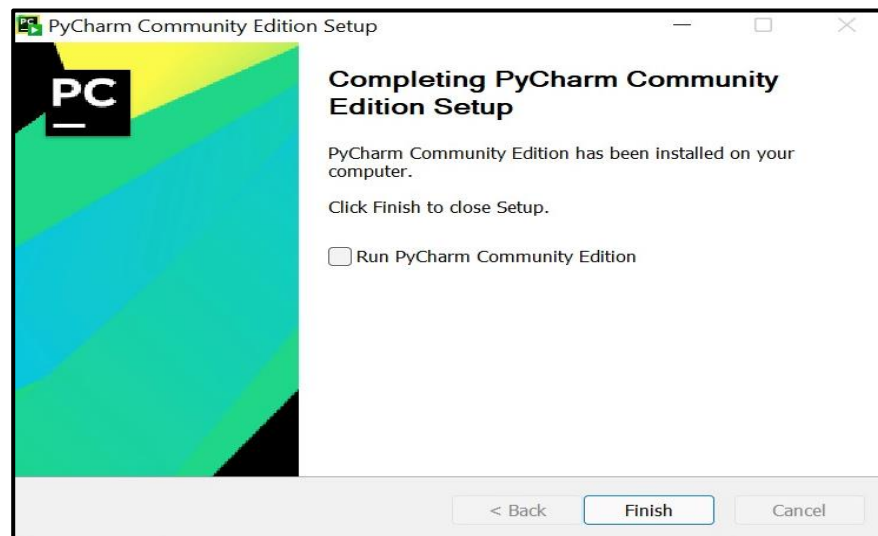 PyCharm Community Edition Setup
PC
Completing PyCharm Community
Edition Setup
PyCharm Community Edition has been installed on your
computer.
Click Finish to close Setup.
Run PyCharm Community Edition
< Back Finish Cancel